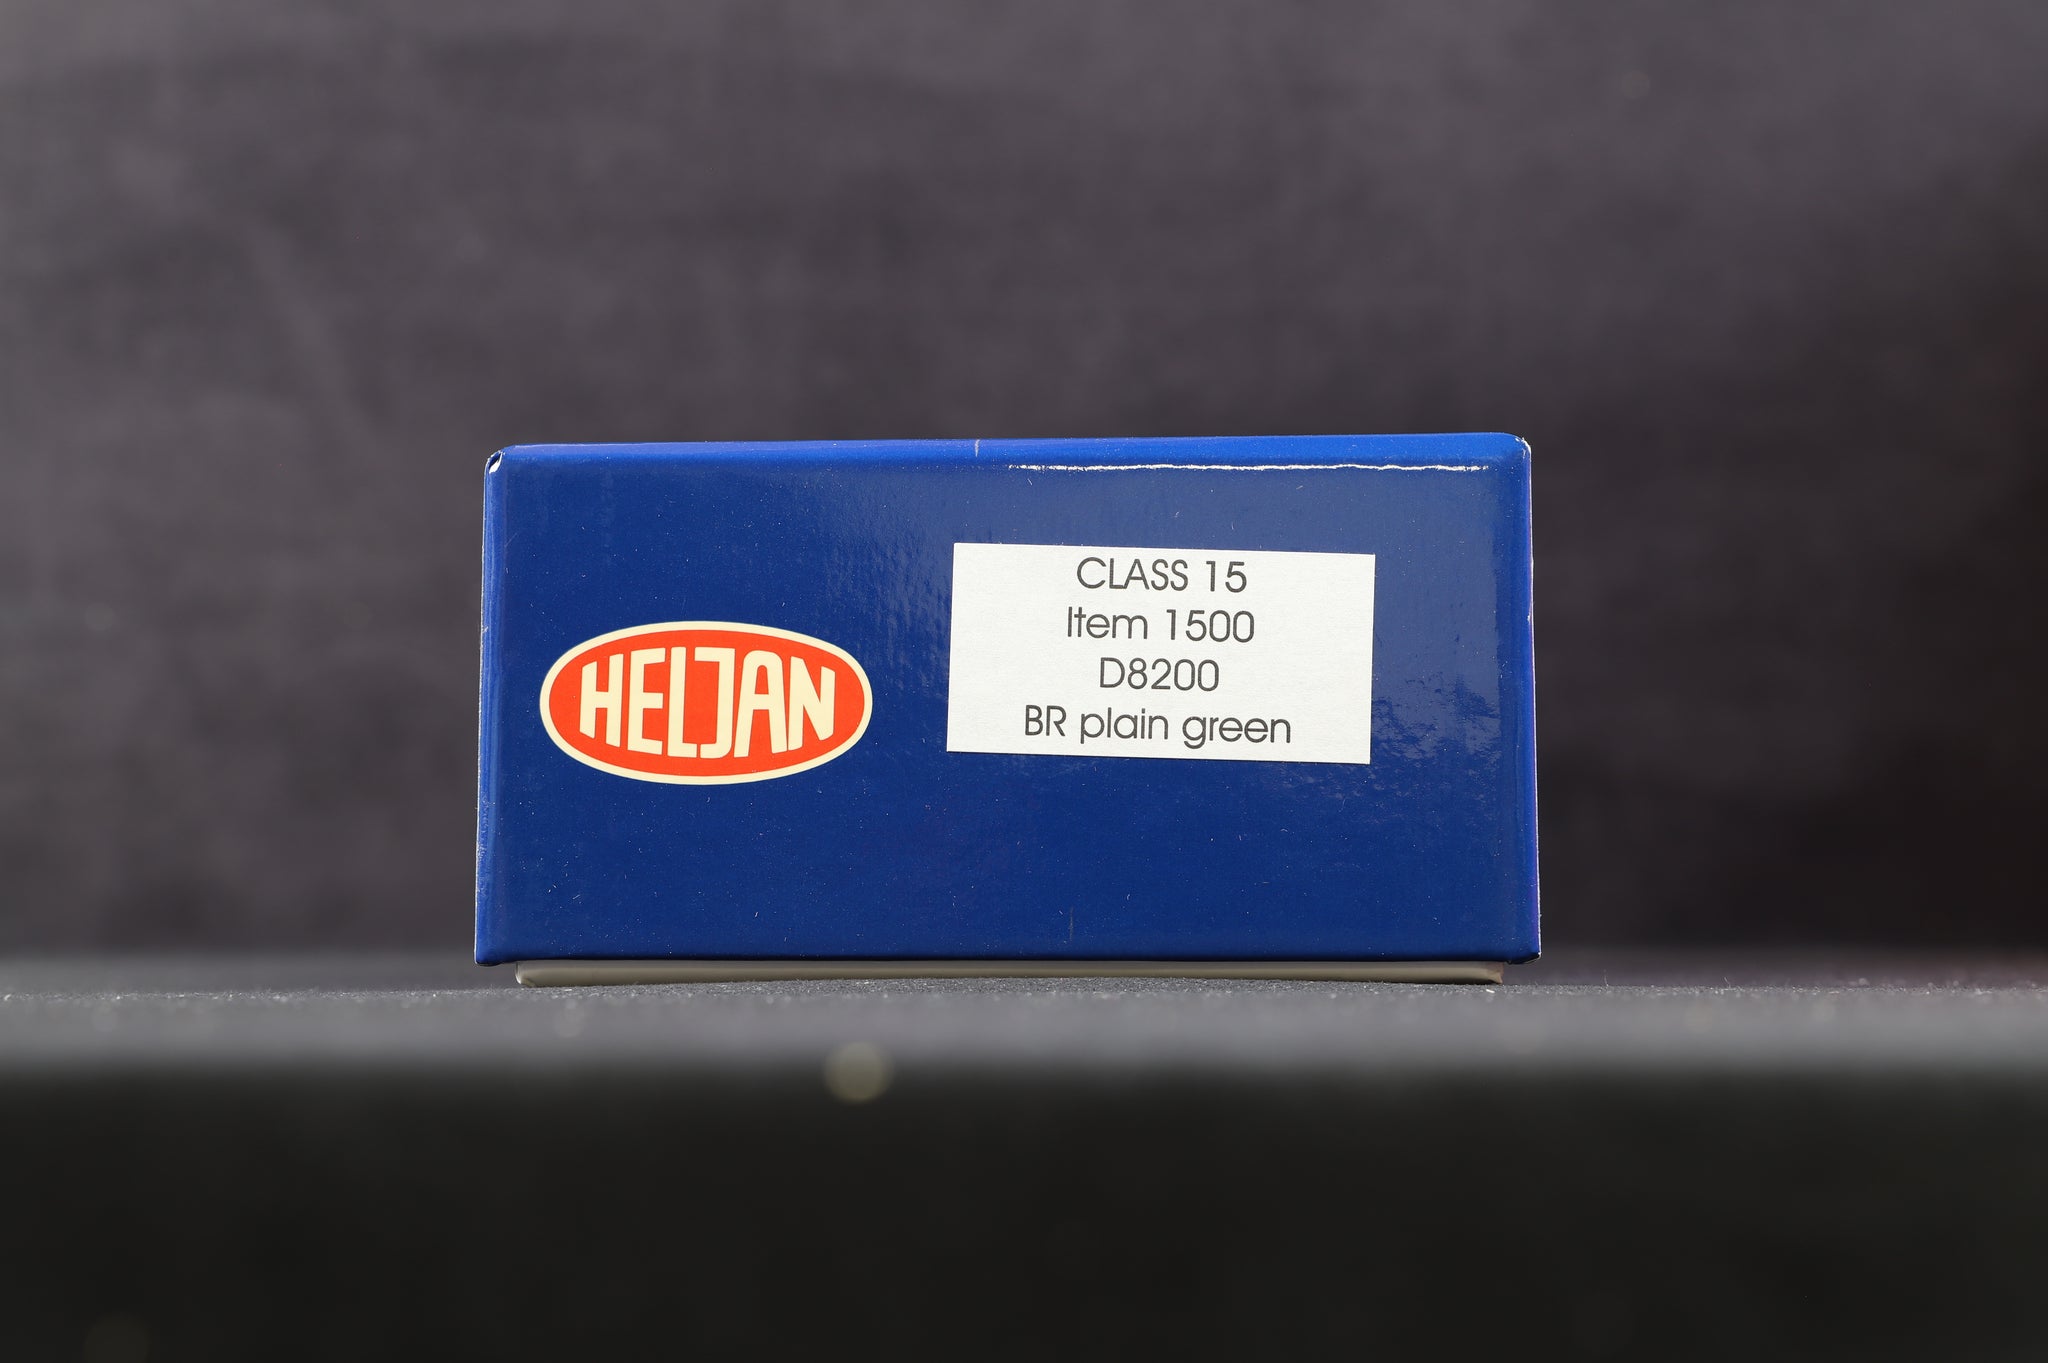 HELJAN
CLASS 15
Item 1500
D8200
BR plain green